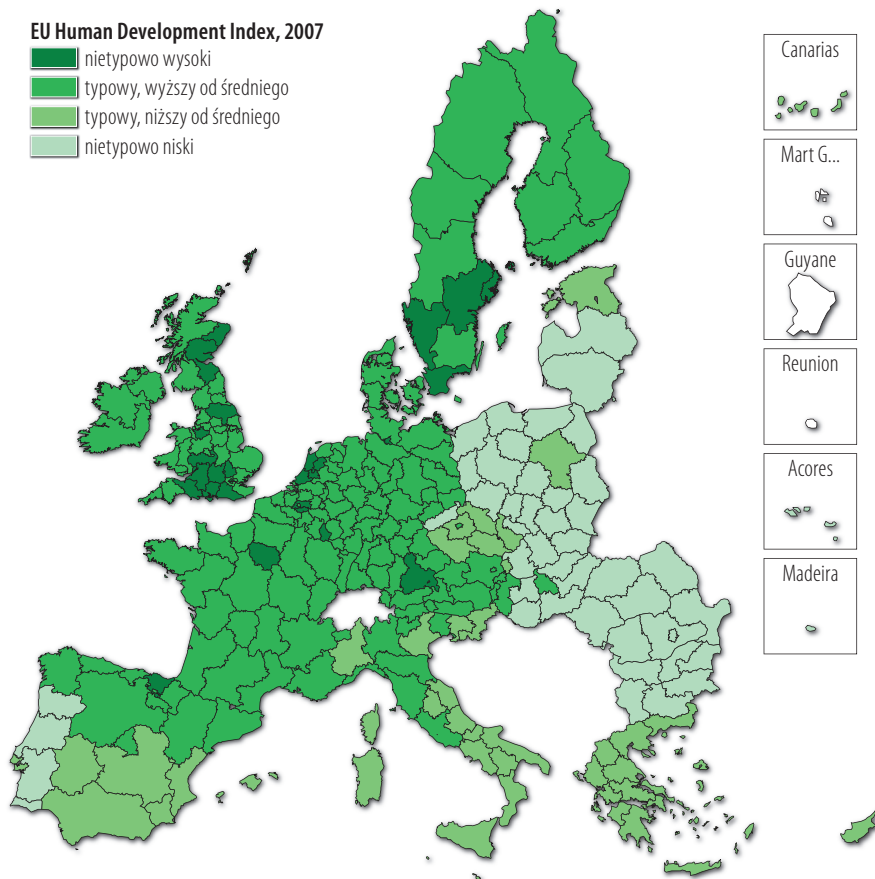 EU Human Development Index, 2007
nietypowo wysoki
typowy, wyższy od średniego
typowy, niższy od średniego
nietypowo niski
Canarias
Mart G...
Guyane
Reunion
Acores
Madeira